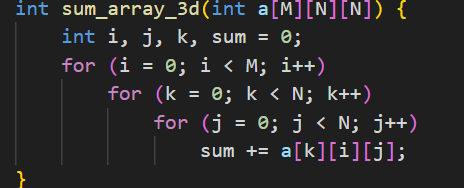 int sum_array_3d(int a[M][N][N]) {
    int i, j, k, sum = 0;
    for (i = 0; i < M; i++)
        for (k = 0; k < N; k++)
            for (j = 0; j < N; j++)
                sum += a[k][i][j];
}